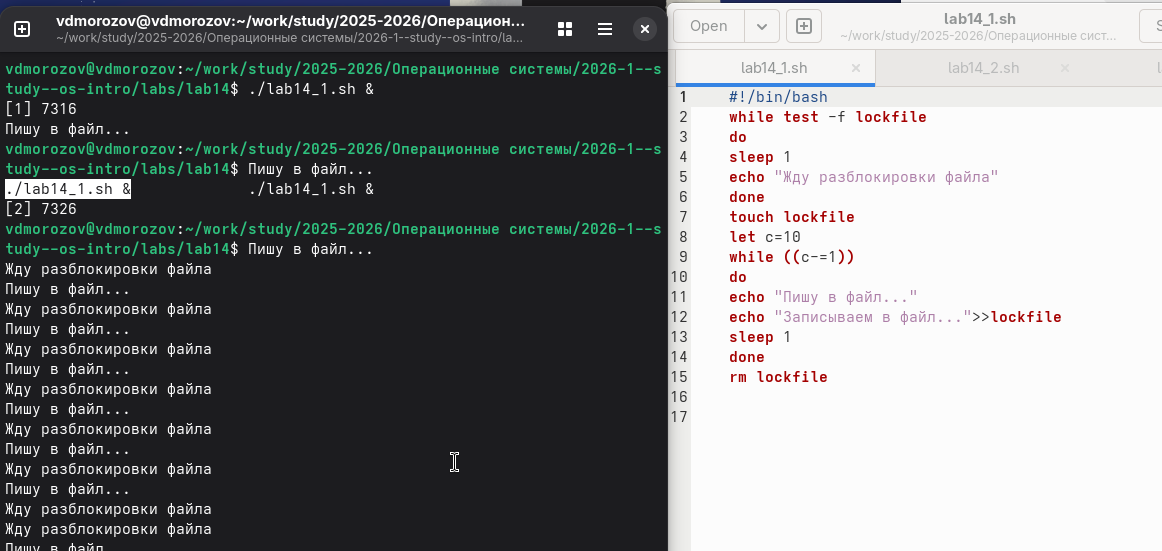 vdmorozov@vdmorozov:~/work/study/2025-2026/Операцион...
~/work/study/2025-2026/Операционные системы/2026-1--study--os-intro/la...
vdmorozov@vdmorozov:~/work/study/2025-2026/Операционные системы/2026-1--s
tudy--os-intro/labs/lab14$ ./lab14_1.sh &
[1] 7316
Пишу в файл...
vdmorozov@vdmorozov:~/work/study/2025-2026/Операционные системы/2026-1--s
tudy--os-intro/labs/lab14$ Пишу в файл...
./lab14_1.sh & ./lab14_1.sh &
[2] 7326
vdmorozov@vdmorozov:~/work/study/2025-2026/Операционные системы/2026-1--s
tudy--os-intro/labs/lab14$ Пишу в файл...
Жду разблокировки файла
Пишу в файл...
Жду разблокировки файла
Пишу в файл...
Жду разблокировки файла
Пишу в файл...
Жду разблокировки файла
Пишу в файл...
Жду разблокировки файла
Пишу в файл...
Жду разблокировки файла
Пишу в файл...
Жду разблокировки файла
Жду разблокировки файла
Пишу в файл
Open
lab14_1.sh
~/work/study/2025-2026/Операционные сист...
lab14_1.sh
lab14_2.sh
1 #!/bin/bash
2 while test -f lockfile
3 do
4 sleep 1
5 echo "Жду разблокировки файла"
6 done
7 touch lockfile
8 let c=10
9 while ((c-=1))
10 do
11 echo "Пишу в файл..."
12 echo "Записываем в файл...">>lockfile
13 sleep 1
14 done
15 rm lockfile
16
17